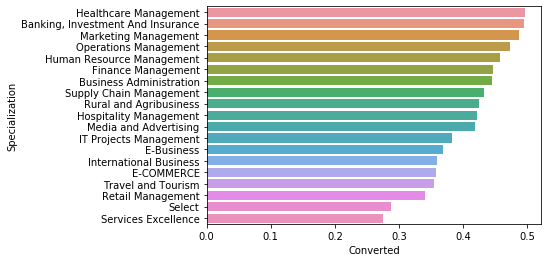 Specialization
Healthcare Management
Banking, Investment And Insurance
Marketing Management
Operations Management
Human Resource Management
Finance Management
Business Administration
Supply Chain Management
Rural and Agribusiness
Hospitality Management
Media and Advertising
IT Projects Management
E-Business
International Business
E-COMMERCE
Travel and Tourism
Retail Management
Select
Services Excellence
0.0 0.1 0.2 0.3 0.4 0.5
Converted